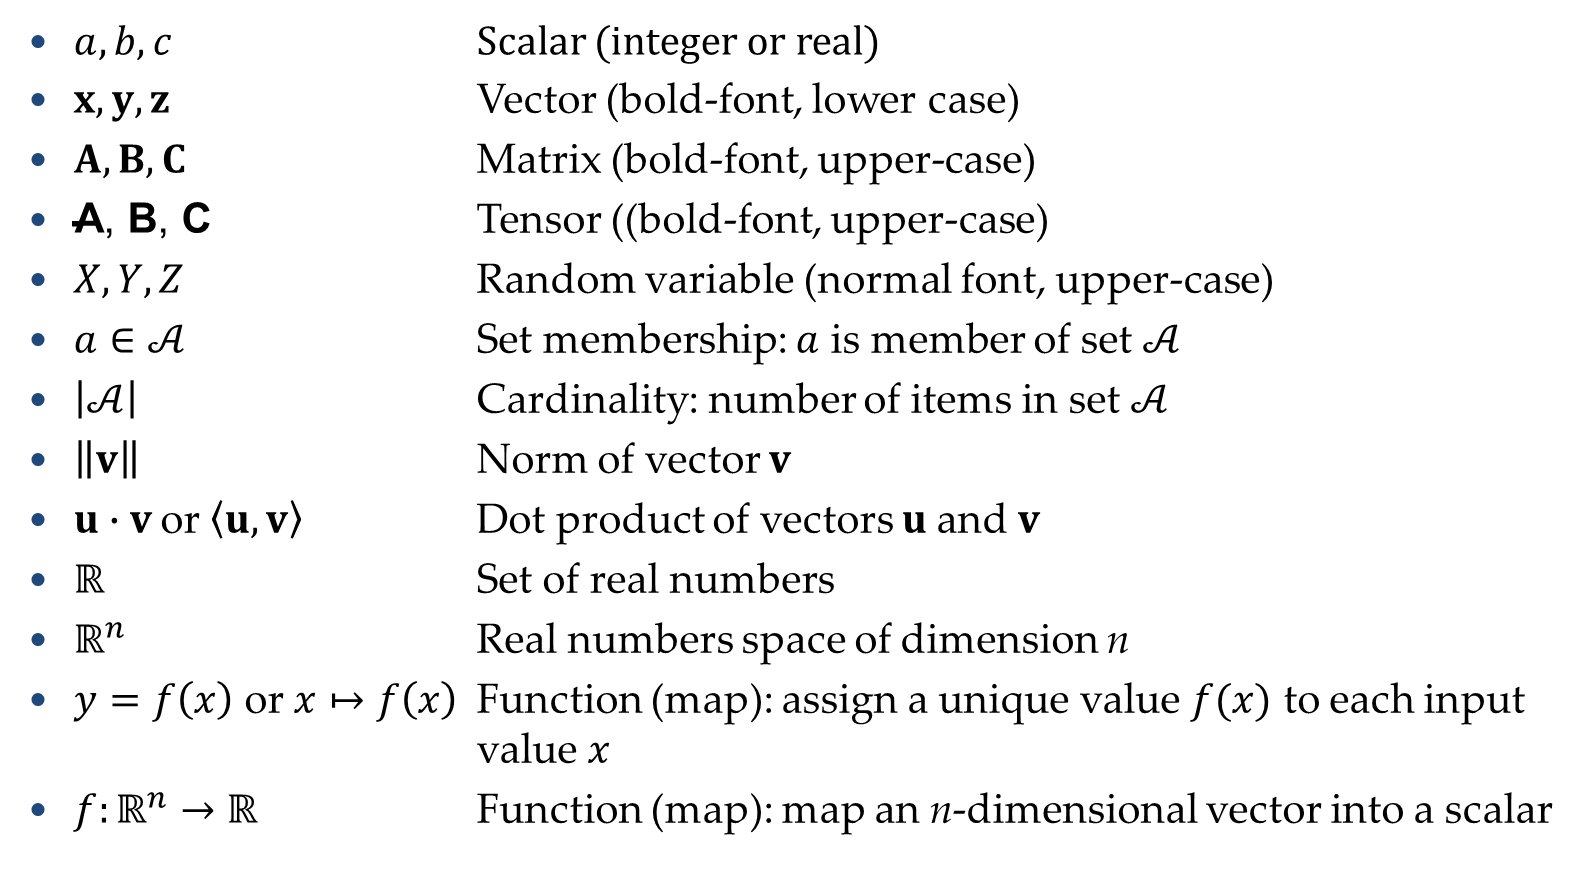 • a, b, c Scalar (integer or real)
• x, y, z Vector (bold-font, lower case)
• A, B, C Matrix (bold-font, upper-case)
• A, B, C Tensor ((bold-font, upper-case)
• X, Y, Z Random variable (normal font, upper-case)
• a ∈ 𝒜 Set membership: a is member of set 𝒜
• |𝒜| Cardinality: number of items in set 𝒜
• ‖v‖ Norm of vector v
• u · v or ⟨u, v⟩ Dot product of vectors u and v
• ℝ Set of real numbers
• ℝⁿ Real numbers space of dimension n
• y = f(x) or x ↦ f(x) Function (map): assign a unique value f(x) to each input
value x
• f: ℝⁿ → ℝ Function (map): map an n-dimensional vector into a scalar